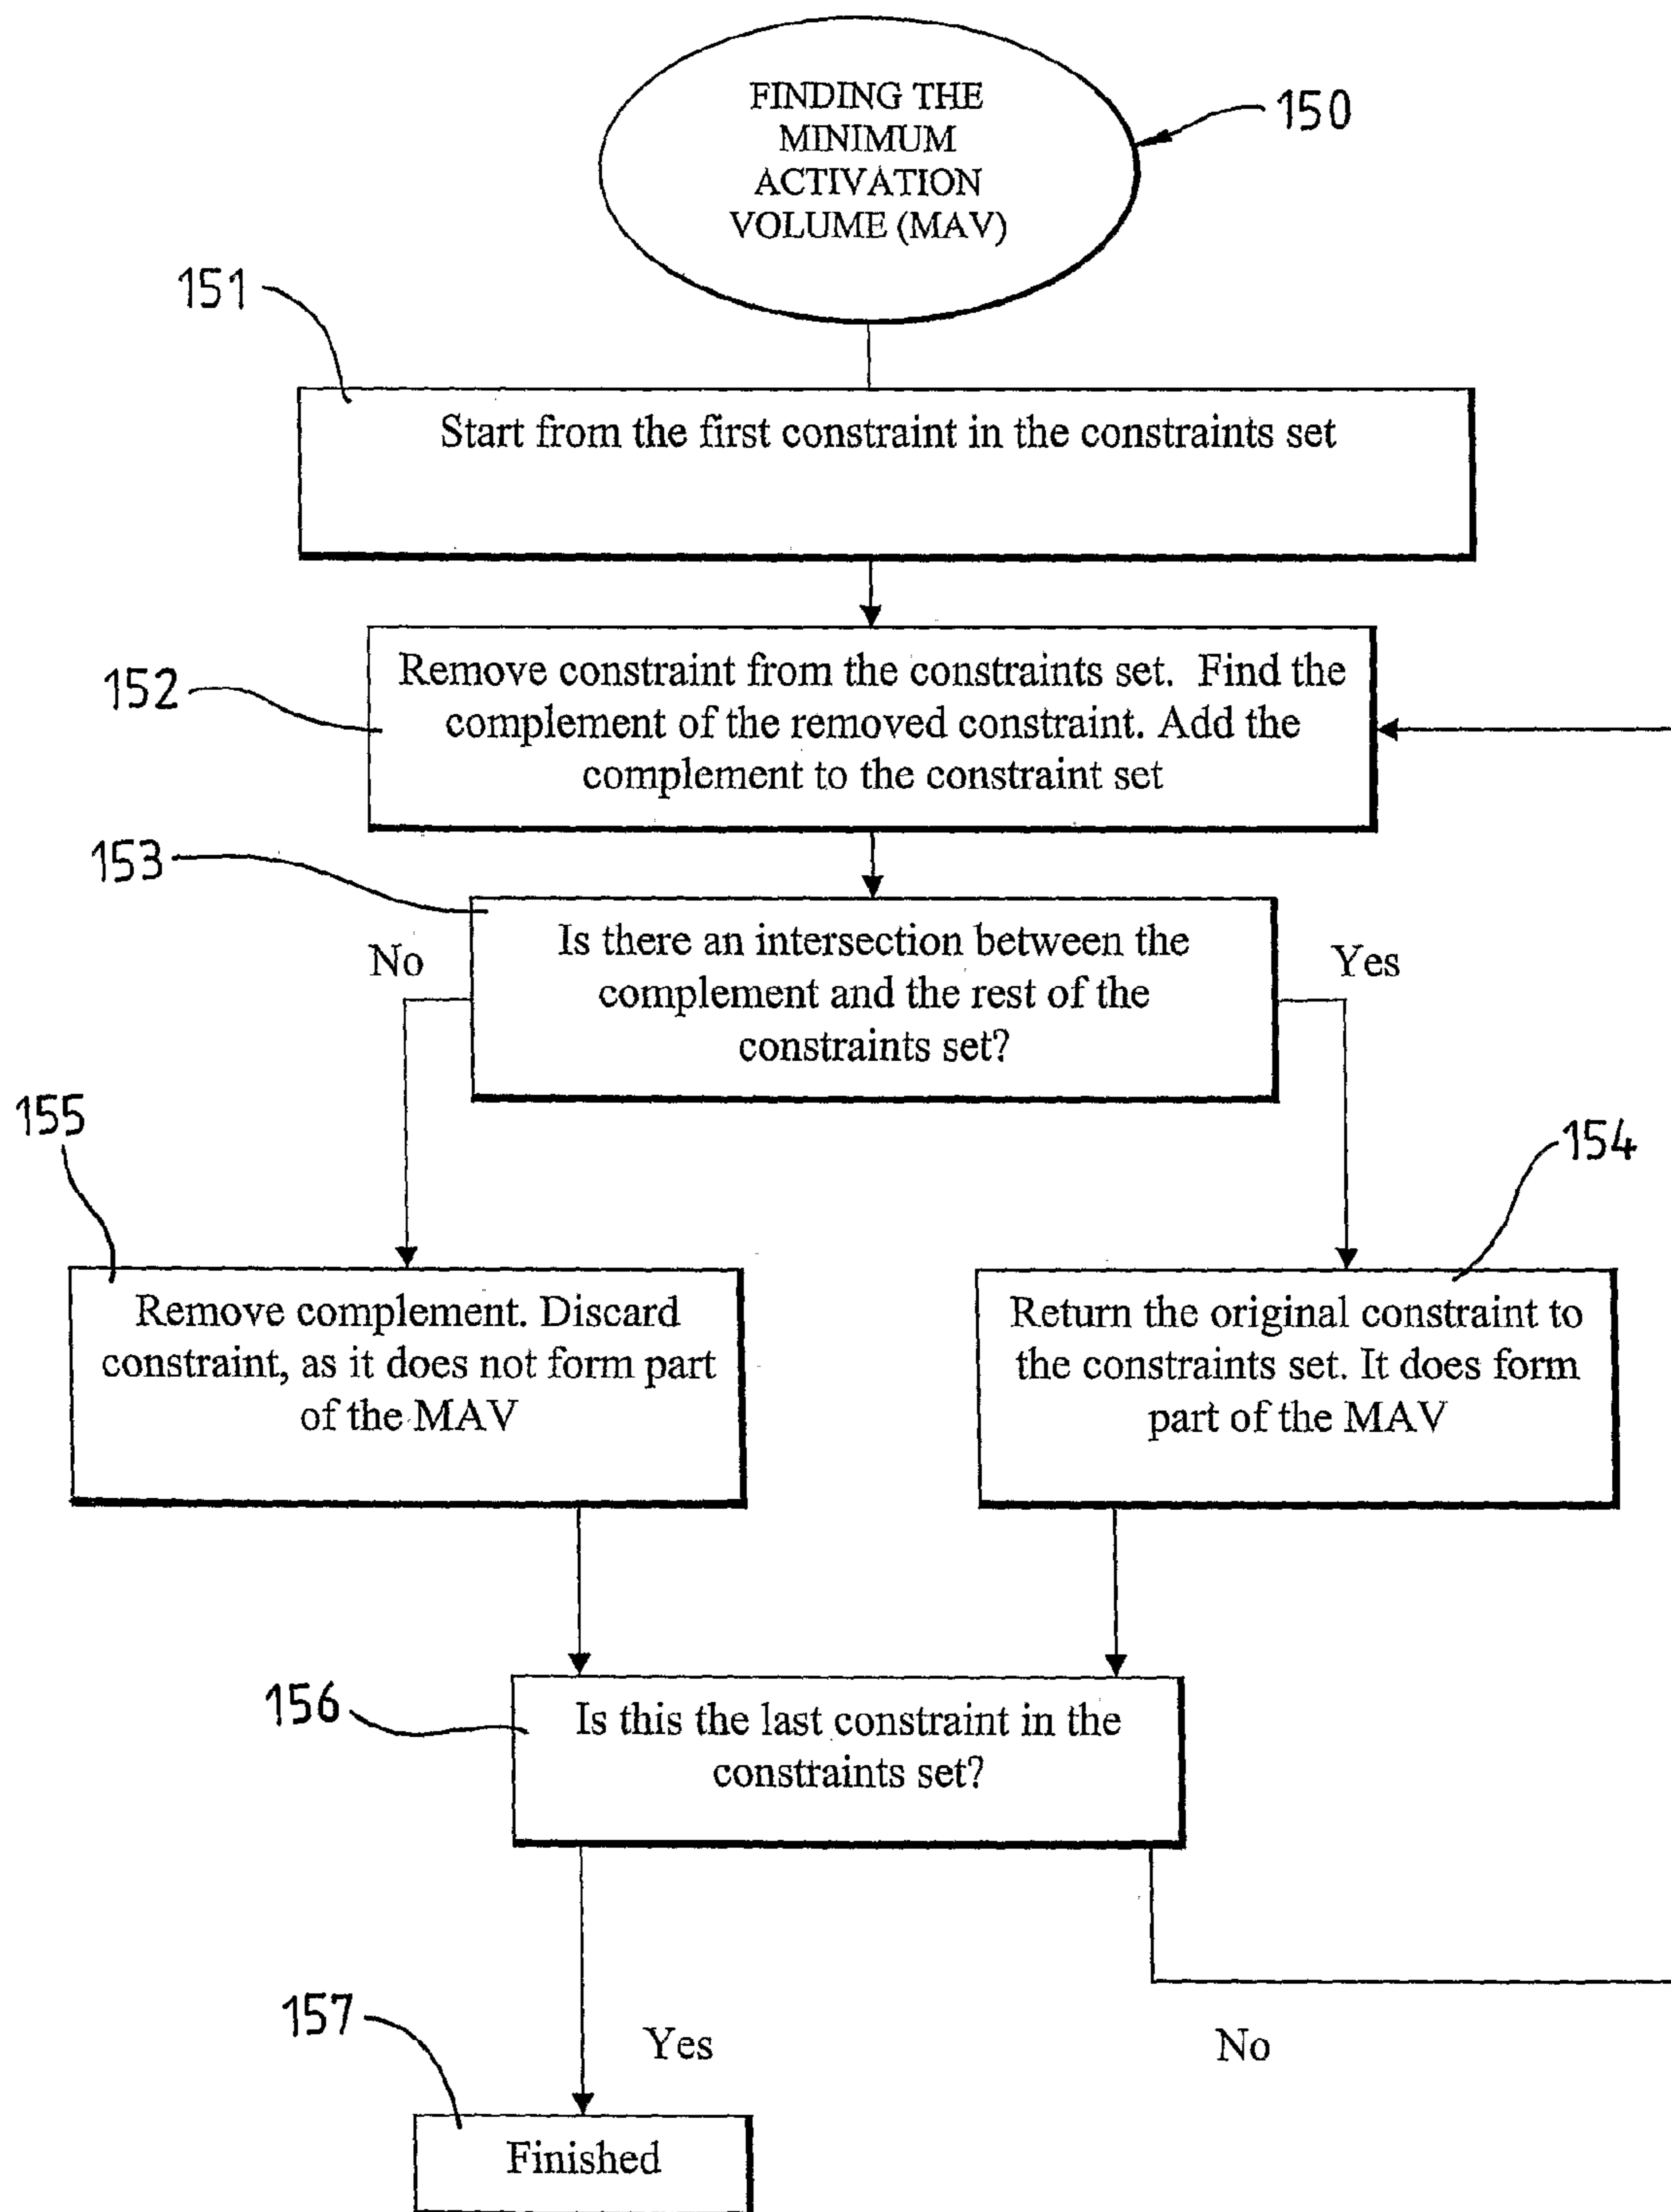 FINDING THE
MINIMUM
ACTIVATION
VOLUME (MAV)
150
151
Start from the first constraint in the constraints set
152
Remove constraint from the constraints set. Find the
complement of the removed constraint. Add the
complement to the constraint set
153
No
Is there an intersection between the
complement and the rest of the
constraints set?
Yes
155
154
Remove complement. Discard
constraint, as it does not form part
of the MAV
Return the original constraint to
the constraints set. It does form
part of the MAV
156
Is this the last constraint in the
constraints set?
157
Yes
No
Finished